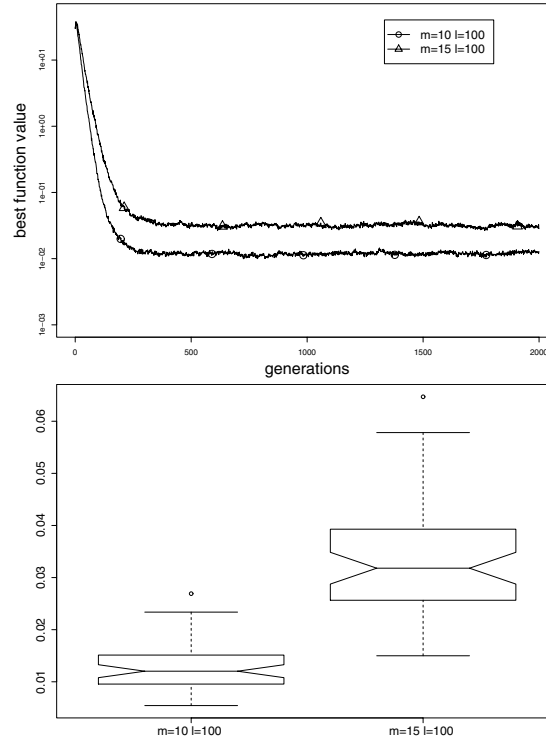 m=10 l=100
m=15 l=100
best function value
1e+01
1e+00
1e-01
1e-02
1e-03
0 500 1000 1500 2000
generations
0.06
0.05
0.04
0.03
0.02
0.01
m=10 l=100 m=15 l=100